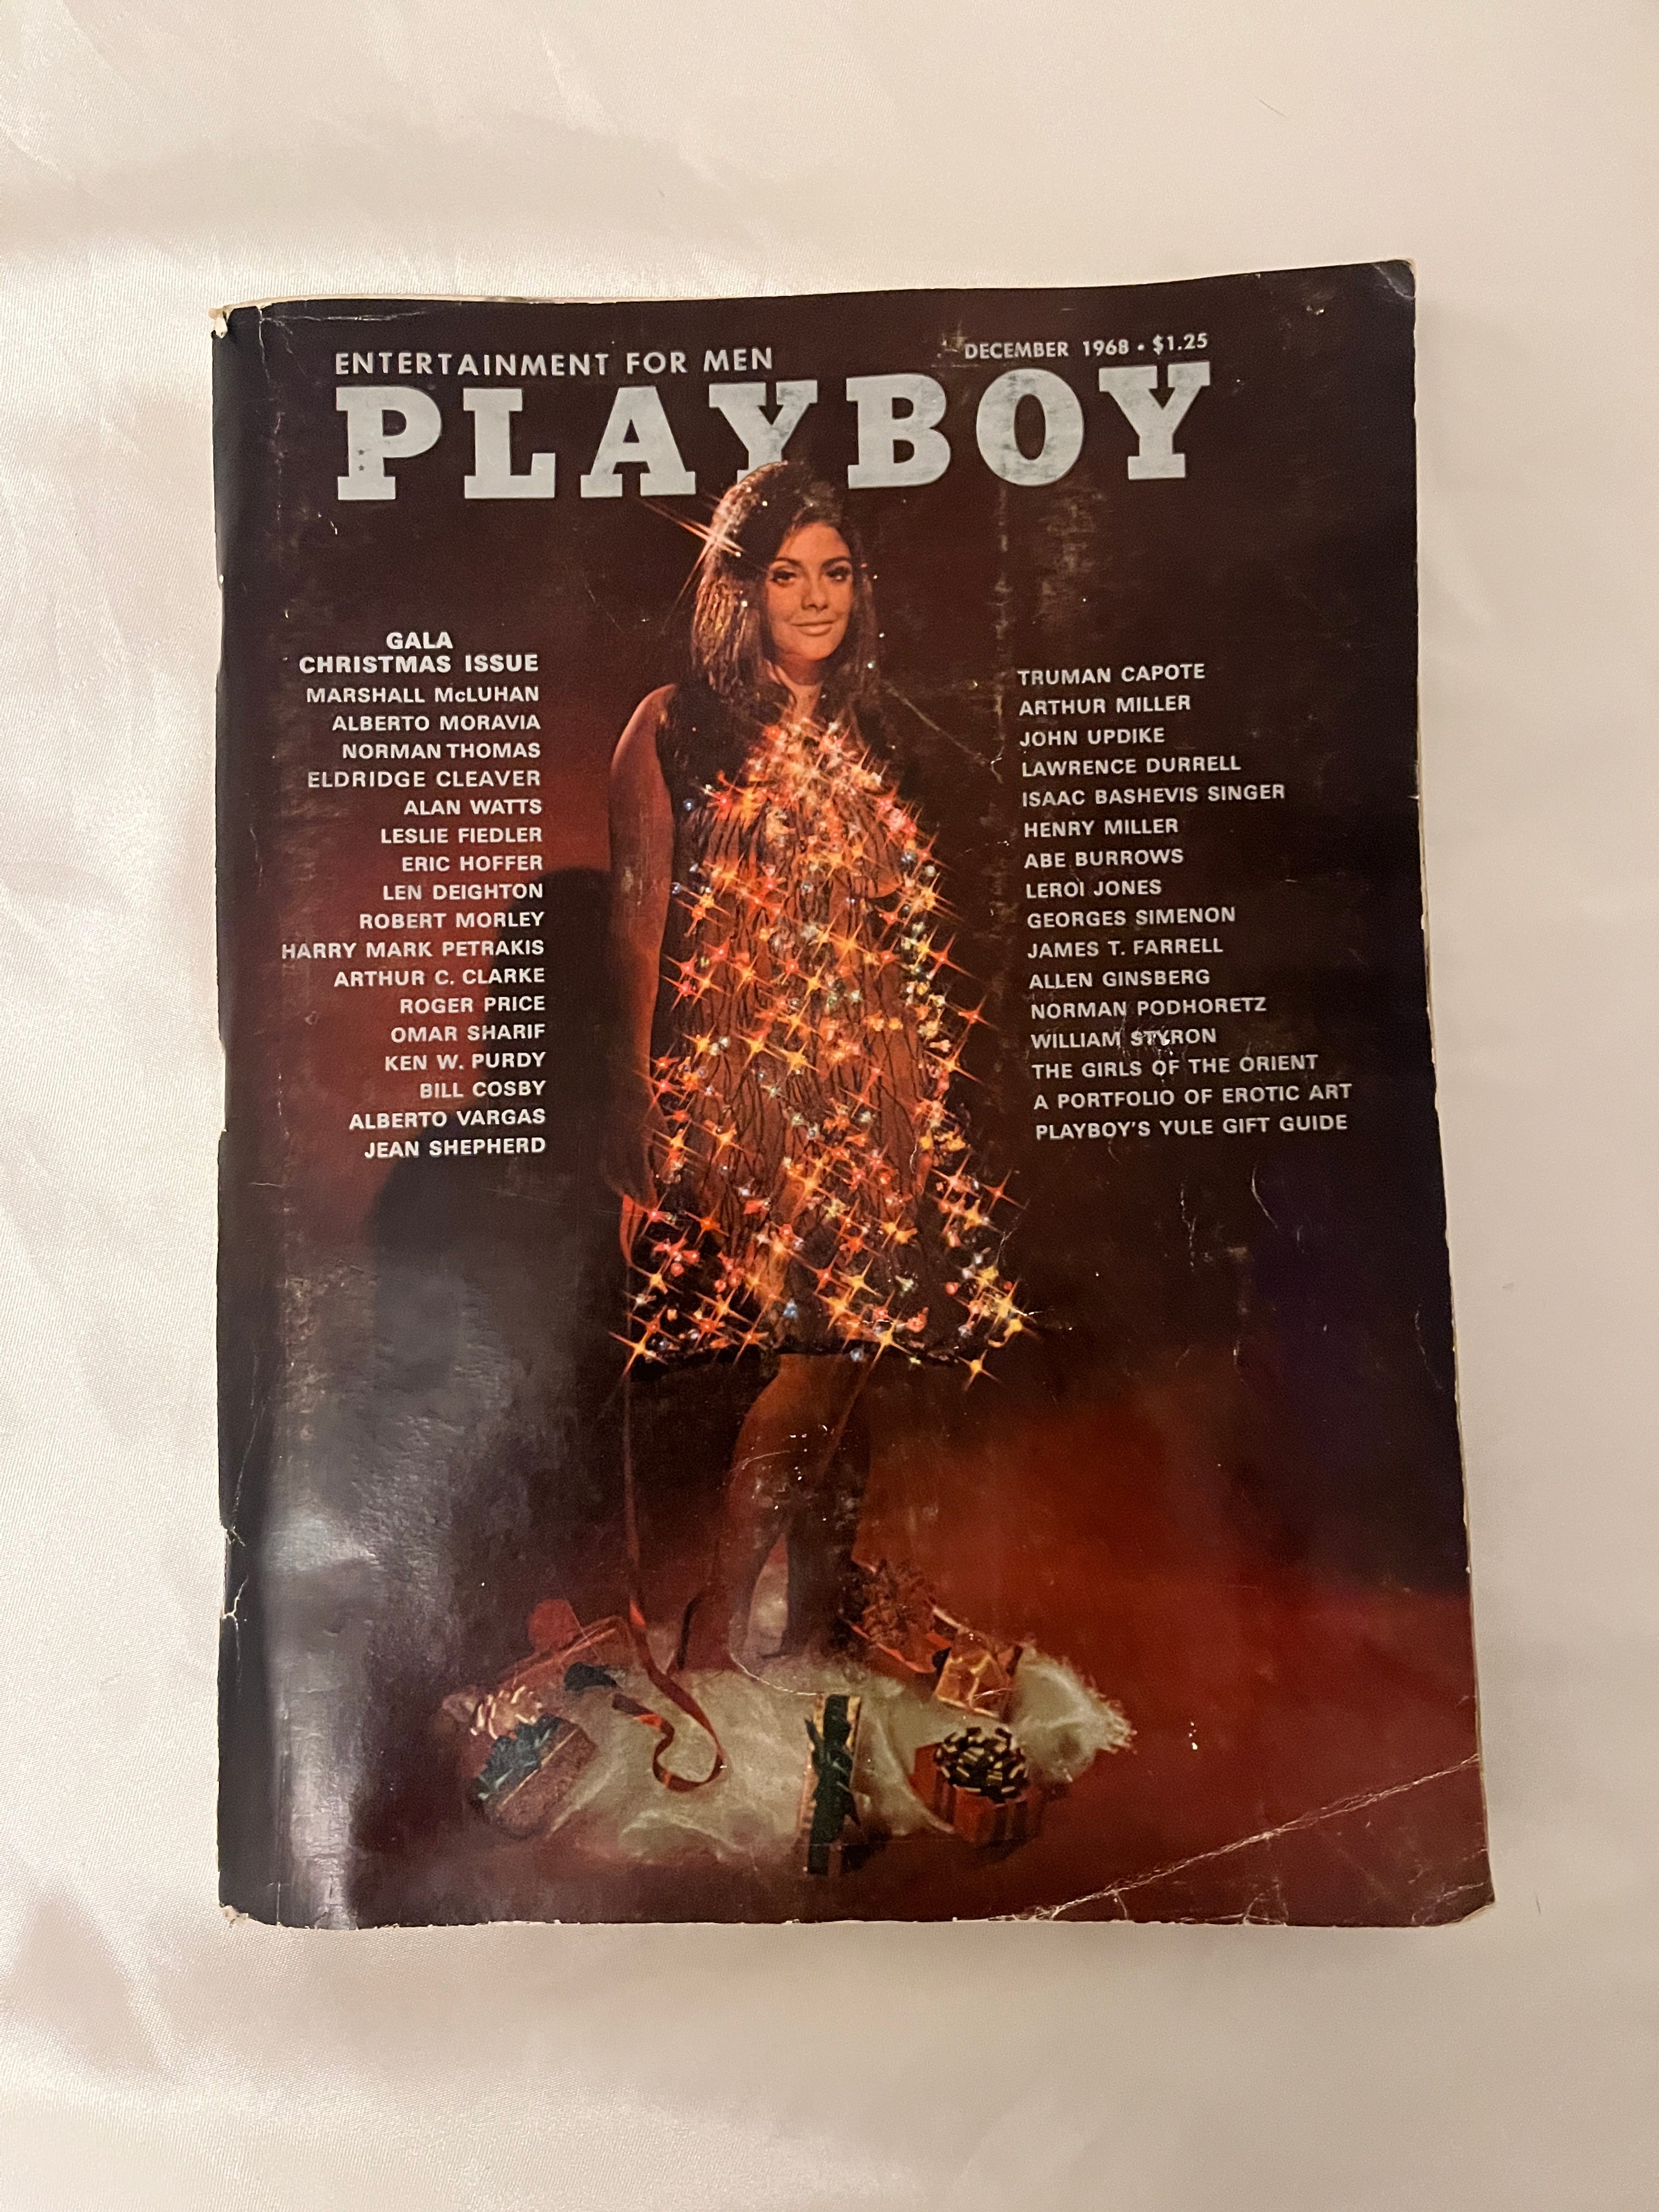 ENTERTAINMENT FOR MEN
DECEMBER 1968 • $1.25
PLAYBOY
GALA
CHRISTMAS ISSUE
MARSHALL McLUHAN
ALBERTO MORAVIA
NORMAN THOMAS
ELDRIDGE CLEAVER
ALAN WATTS
LESLIE FIEDLER
ERIC HOFFER
LEN DEIGHTON
ROBERT MORLEY
HARRY MARK PETRAKIS
ARTHUR C. CLARKE
ROGER PRICE
OMAR SHARIF
KEN W. PURDY
BILL COSBY
ALBERTO VARGAS
JEAN SHEPHERD
TRUMAN CAPOTE
ARTHUR MILLER
JOHN UPDIKE
LAWRENCE DURRELL
ISAAC BASHEVIS SINGER
HENRY MILLER
ABE BURROWS
LEROI JONES
GEORGES SIMENON
JAMES T. FARRELL
ALLEN GINSBERG
NORMAN PODHORETZ
WILLIAM STYRON
THE GIRLS OF THE ORIENT
A PORTFOLIO OF EROTIC ART
PLAYBOY'S YULE GIFT GUIDE